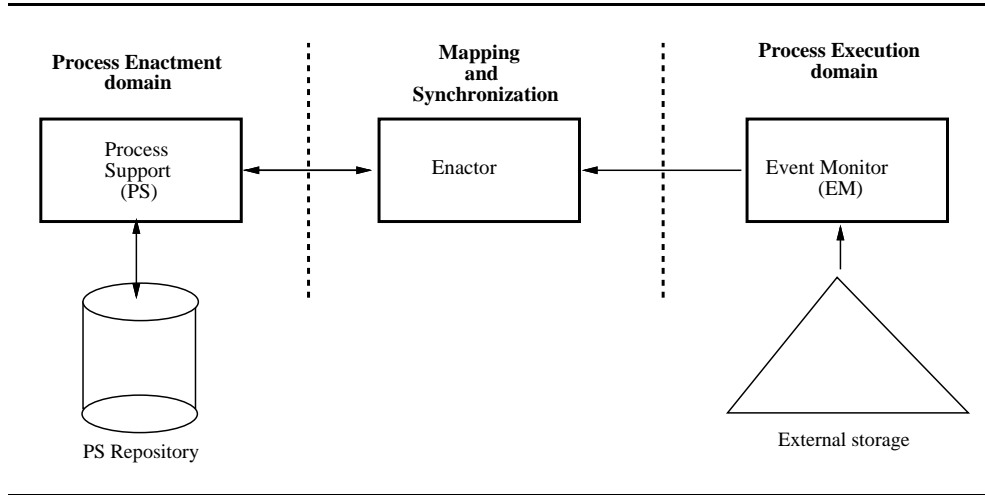 Process Enactment
domain
Mapping
and
Synchronization
Process Execution
domain
Process
Support
(PS)
Enactor
Event Monitor
(EM)
PS Repository
External storage